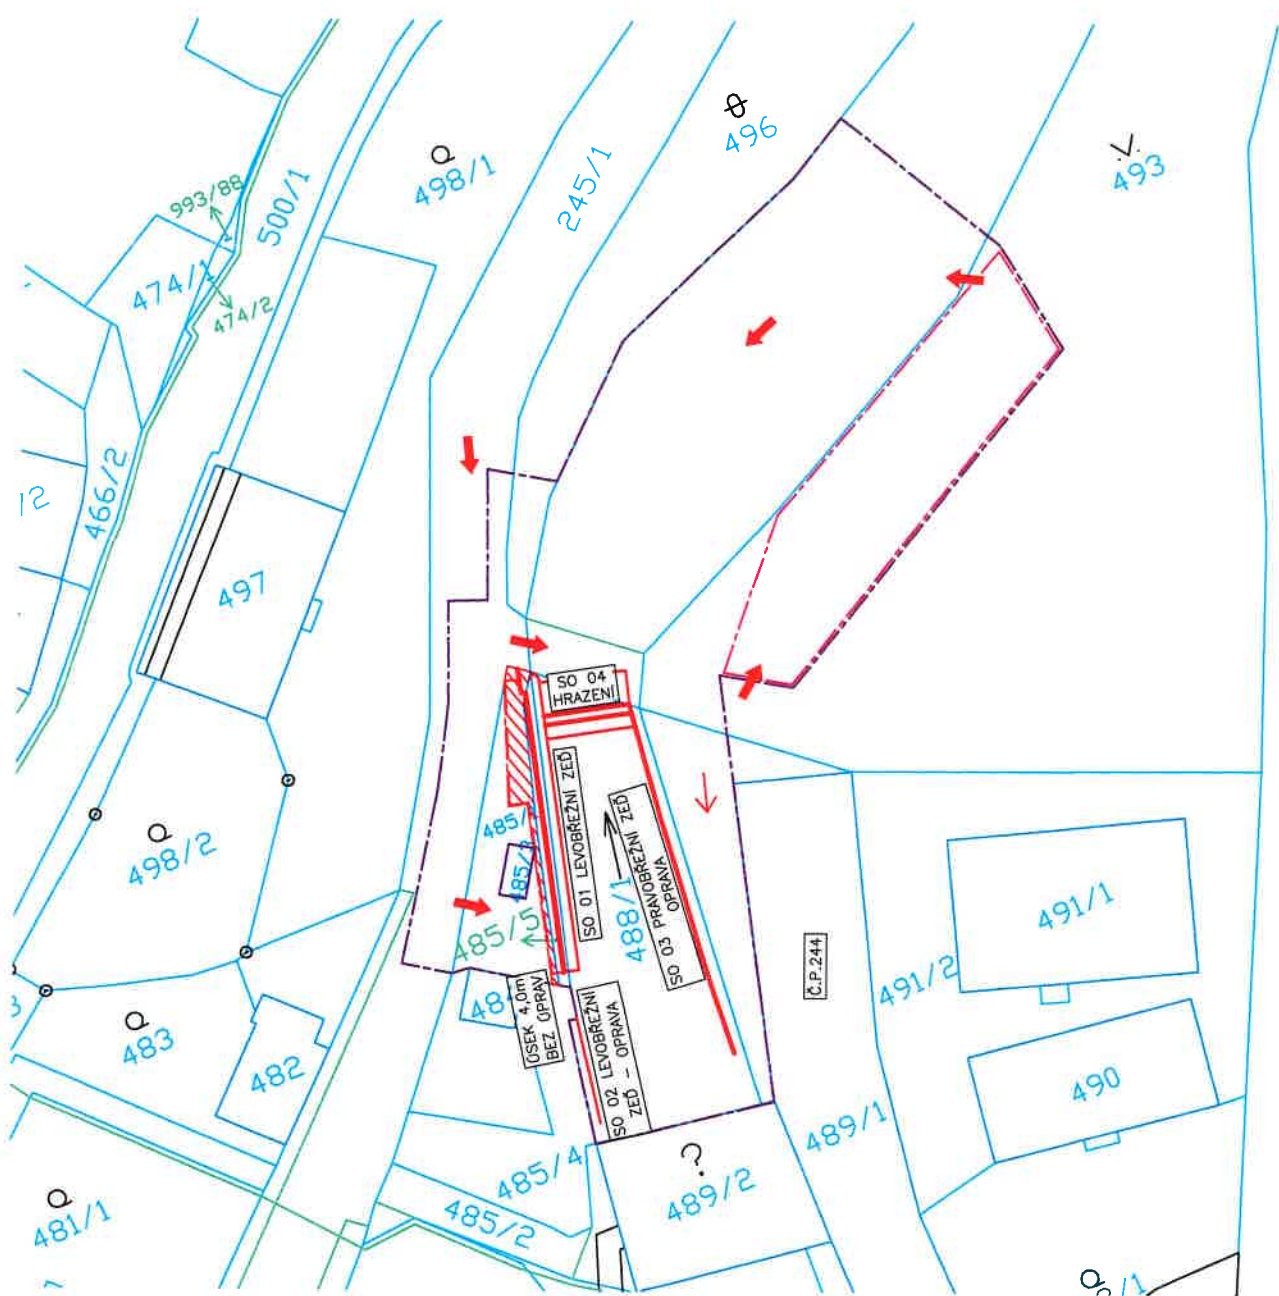 496
498/1
493
245/1
993/88
500/1
474/1
474/2
466/2
497
SO 04
HRAZENÍ
SO 01 LEVOBŘEŽNÍ ZEĎ
SO 03 PRAVOBŘEŽNÍ ZEĎ
OPRAVA
488/1
485/5
498/2
491/1
491/2
Č.P.244
ÚSEK 4,0m
BEZ ÚPRAV
SO 02 LEVOBŘEŽNÍ
ZEĎ - OPRAVA
483
482
490
489/1
485/4
489/2
485/2
481/1